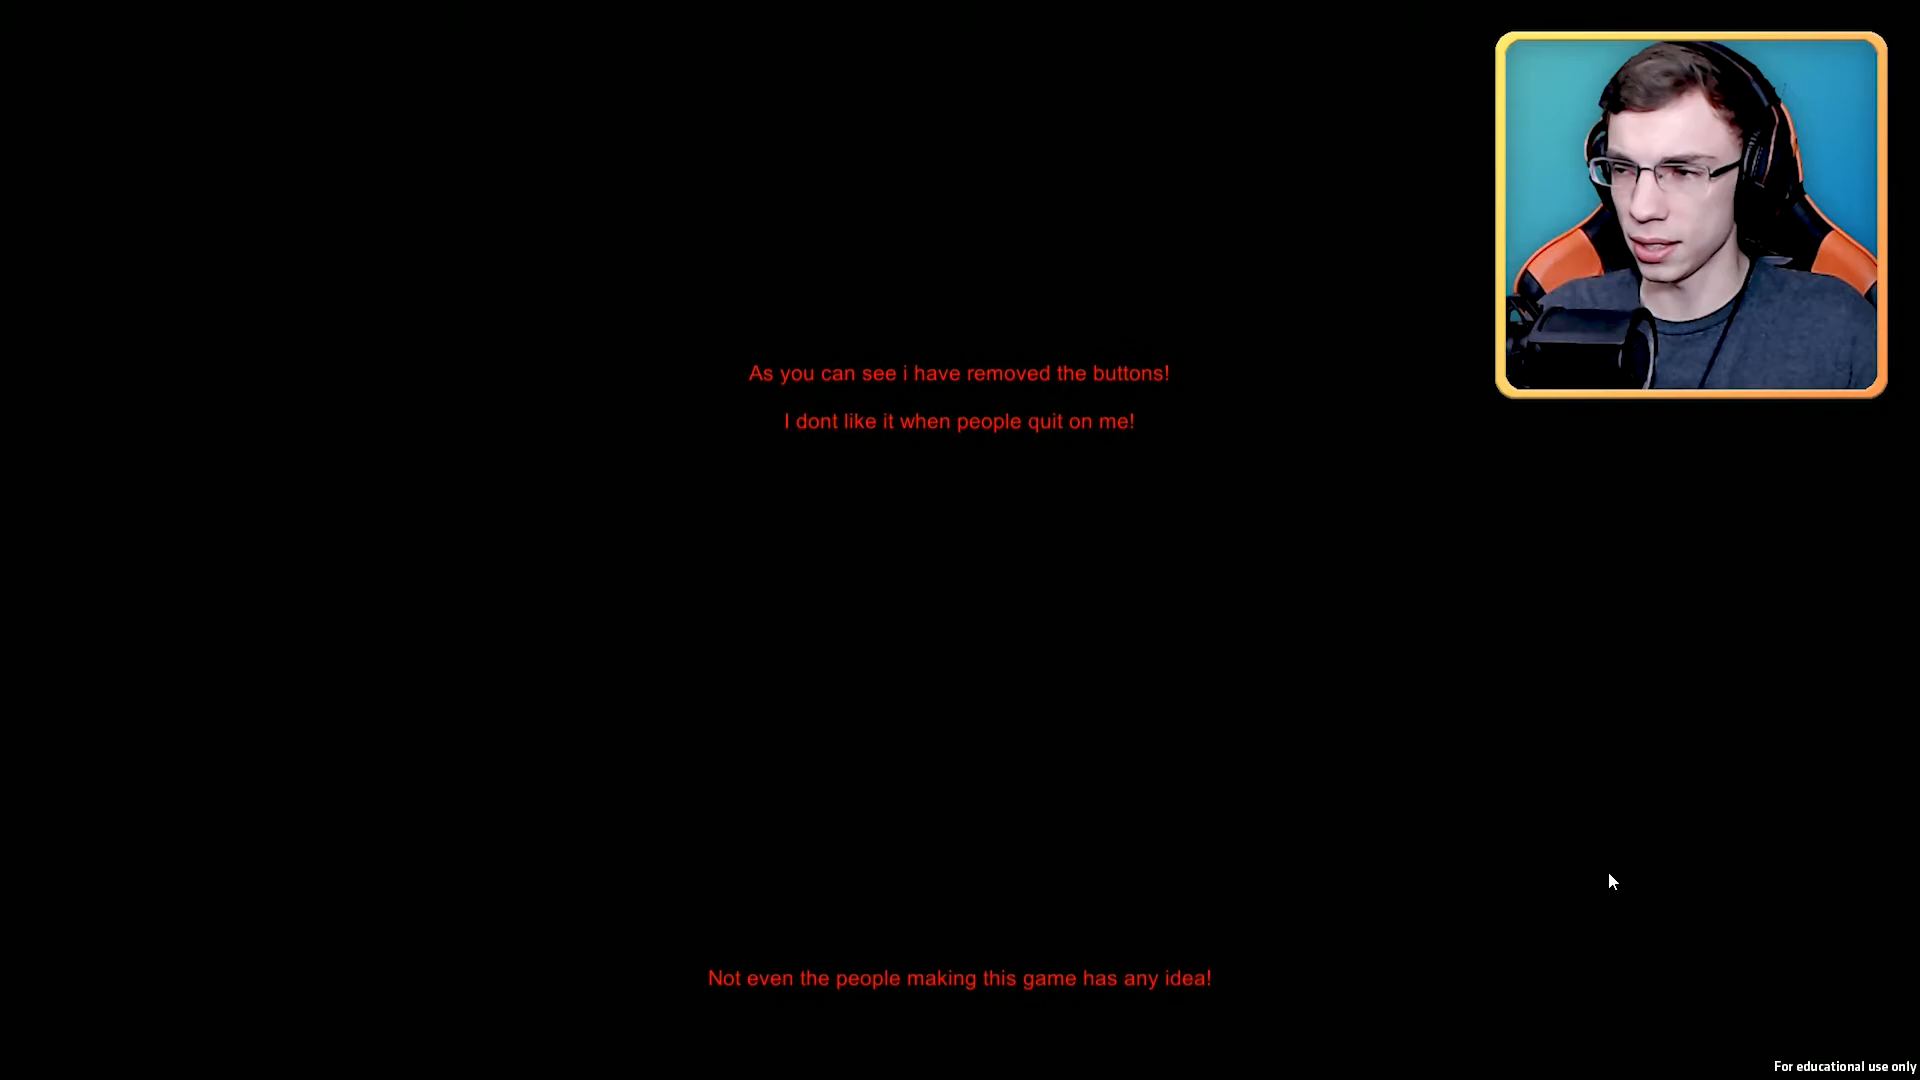 As you can see i have removed the buttons!
I dont like it when people quit on me!
Not even the people making this game has any idea!
For educational use only